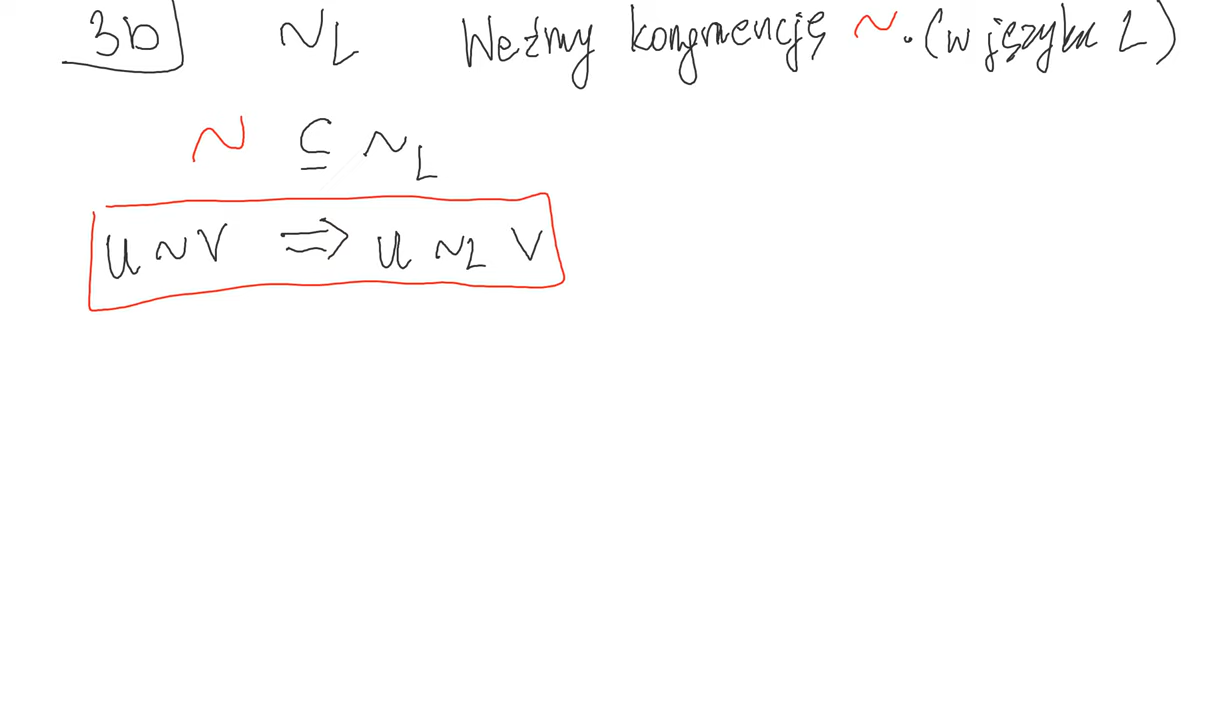 3b ~L Weźmy kongruencję ~. (w języku L)
~ ⊆ ~L
u ~ v ⇒ u ~L v